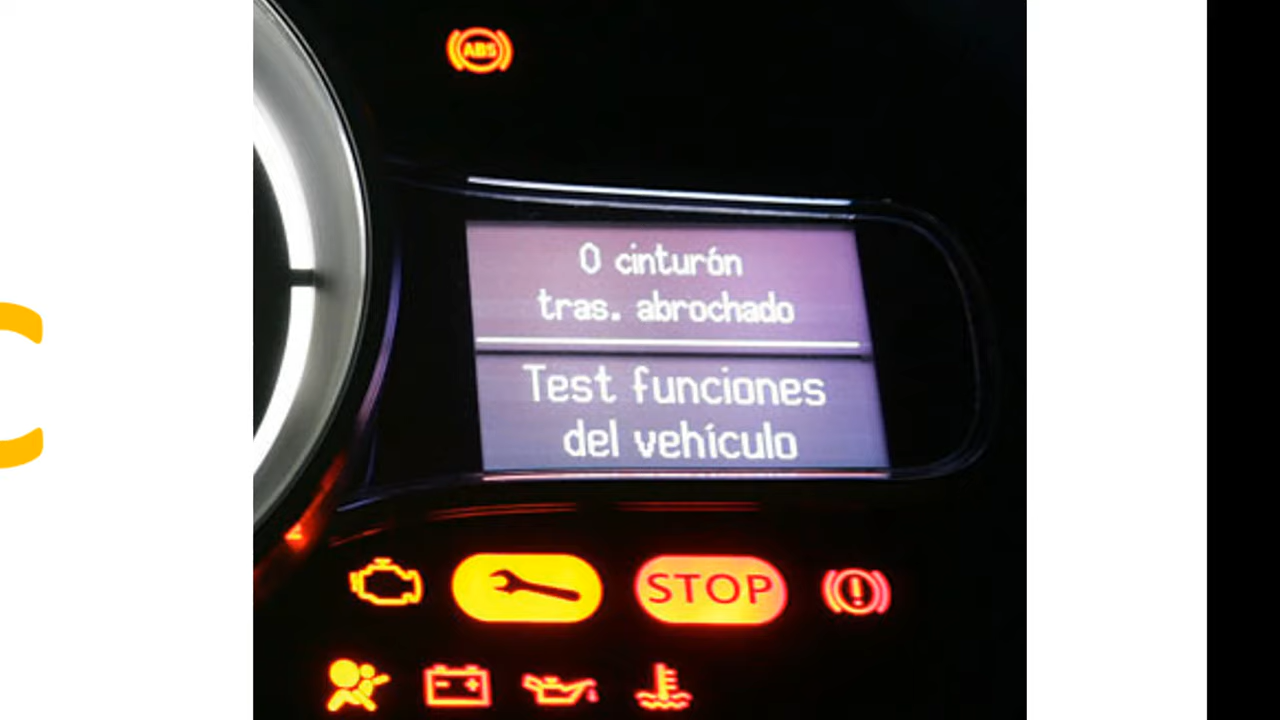 ABS
0 cinturón
tras. abrochado
Test funciones
del vehículo
STOP